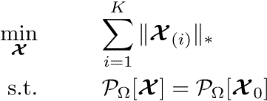 min_𝓧 ∑_{i=1}^{K} ‖𝓧_{(i)}‖_*
s.t. 𝒫_Ω[𝓧] = 𝒫_Ω[𝓧_0]